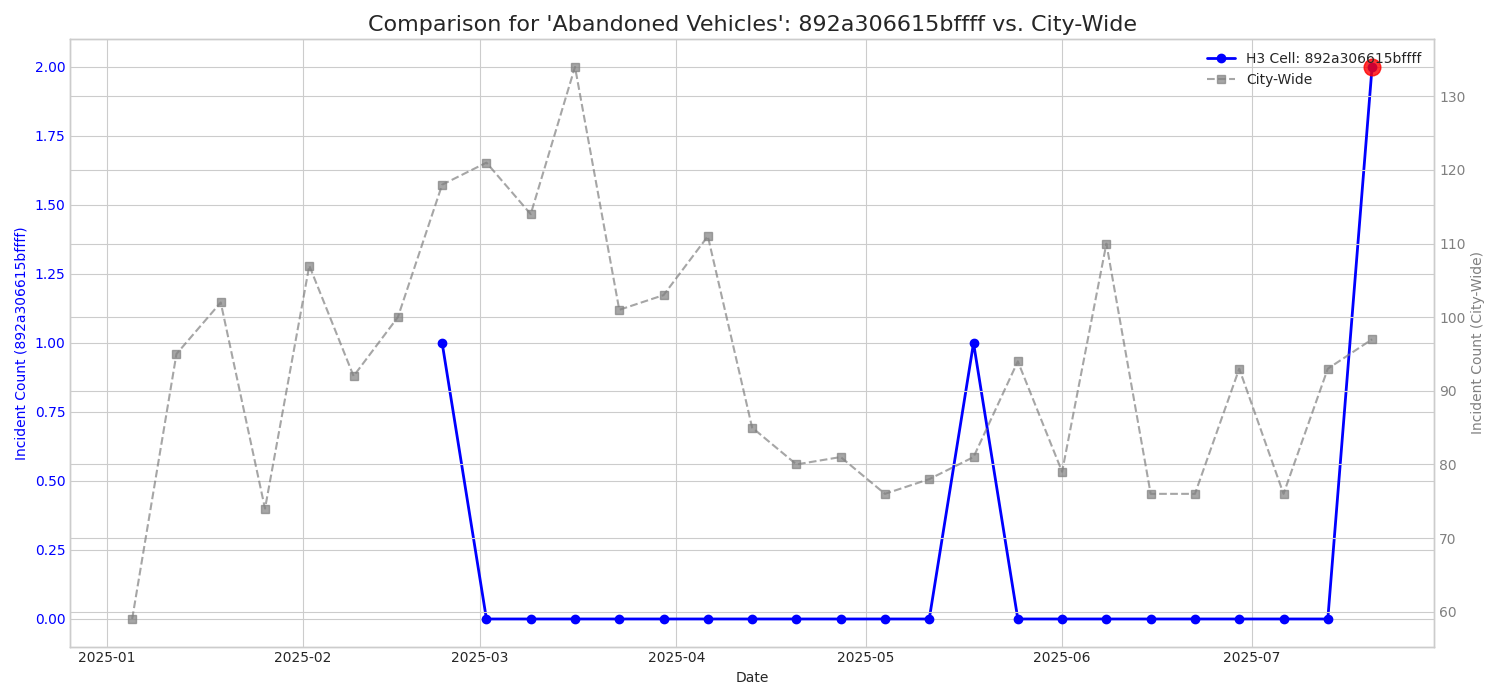 Comparison for 'Abandoned Vehicles': 892a306615bffff vs. City-Wide
H3 Cell: 892a306615bffff
City-Wide
Incident Count (892a306615bffff)
2.00
1.75
1.50
1.25
1.00
0.75
0.50
0.25
0.00
130
120
110
100
90
80
70
60
Incident Count (City-Wide)
2025-01 2025-02 2025-03 2025-04 2025-05 2025-06 2025-07
Date